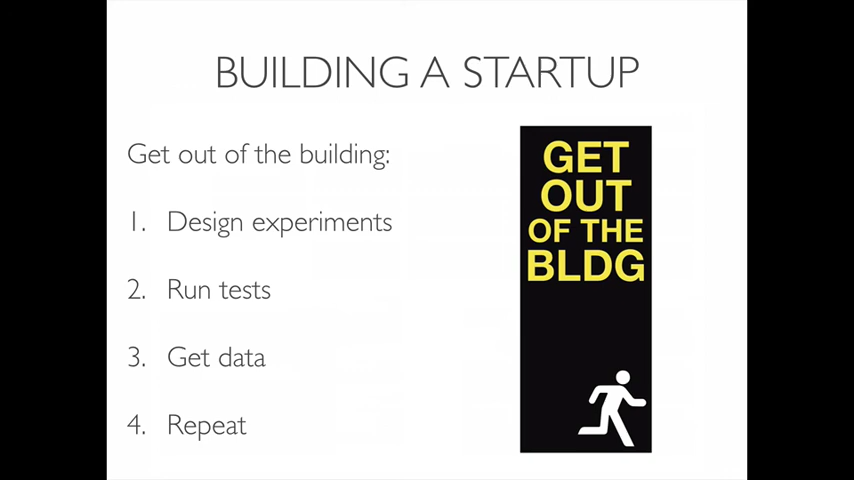 BUILDING A STARTUP
Get out of the building:
1. Design experiments
2. Run tests
3. Get data
4. Repeat
GET
OUT
OF THE
BLDG